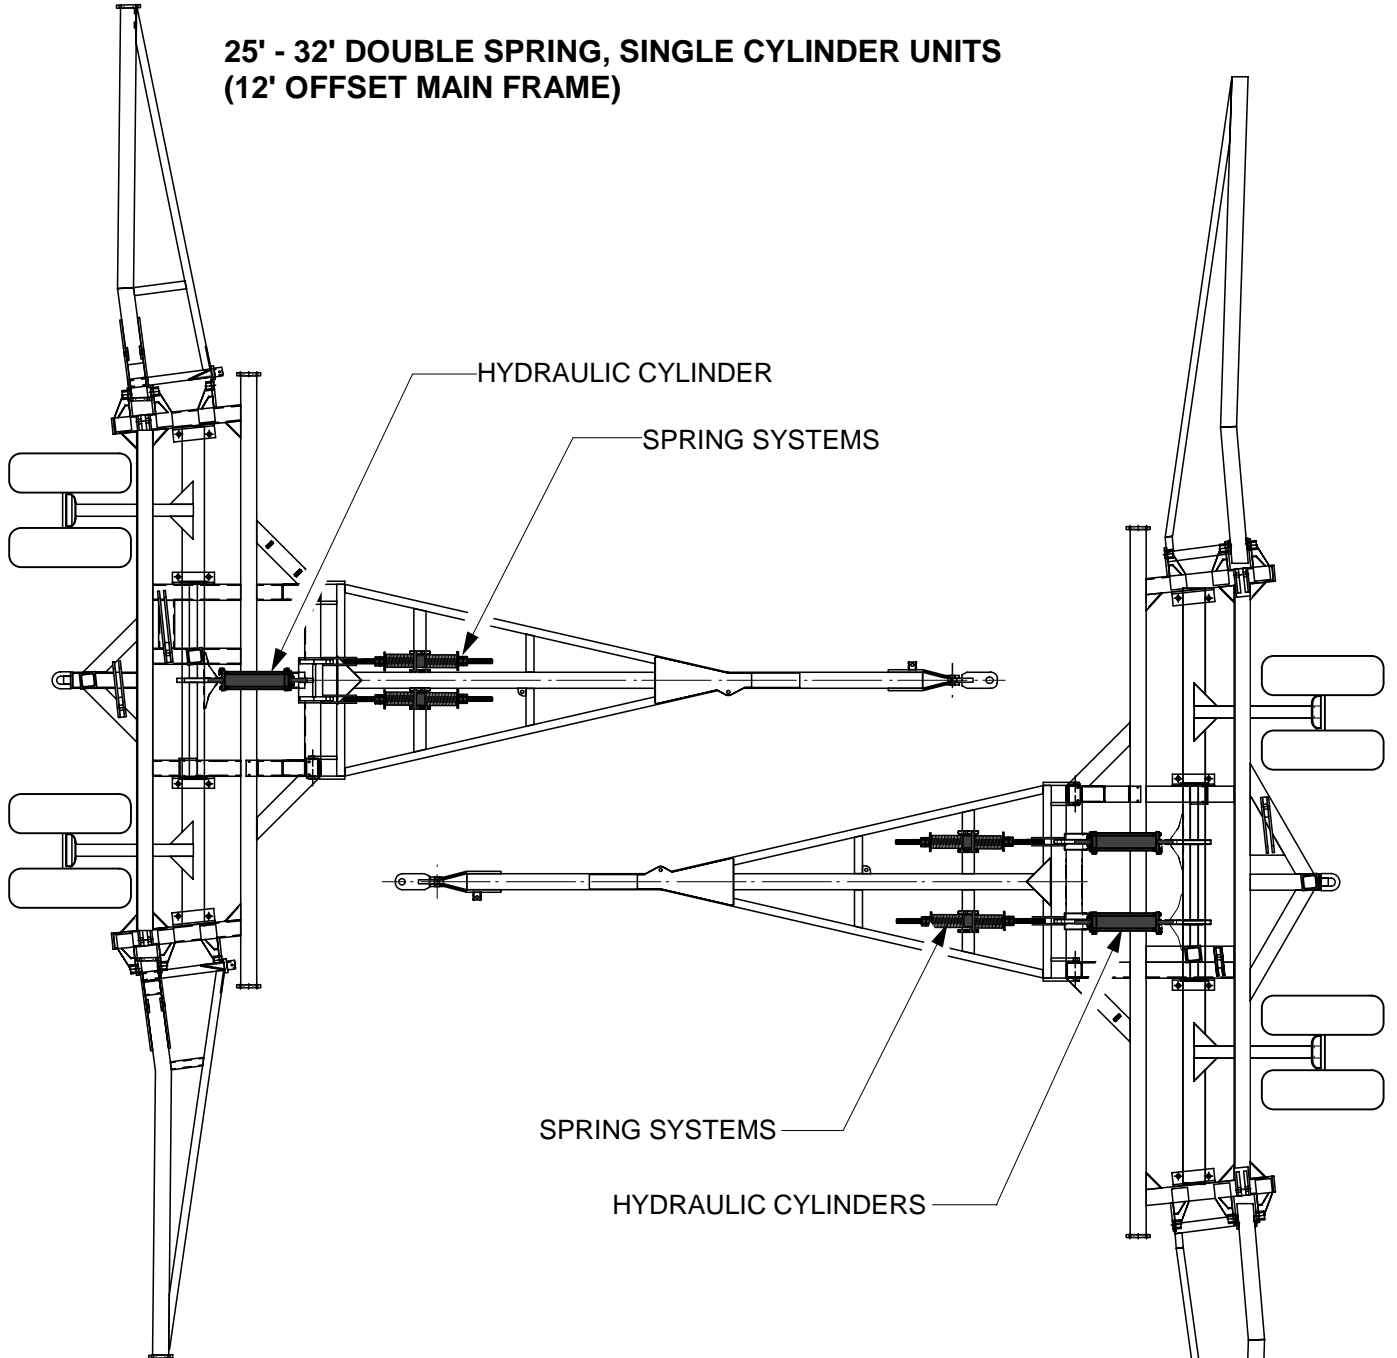 25' - 32' DOUBLE SPRING, SINGLE CYLINDER UNITS
(12' OFFSET MAIN FRAME)
HYDRAULIC CYLINDER
SPRING SYSTEMS
SPRING SYSTEMS
HYDRAULIC CYLINDERS